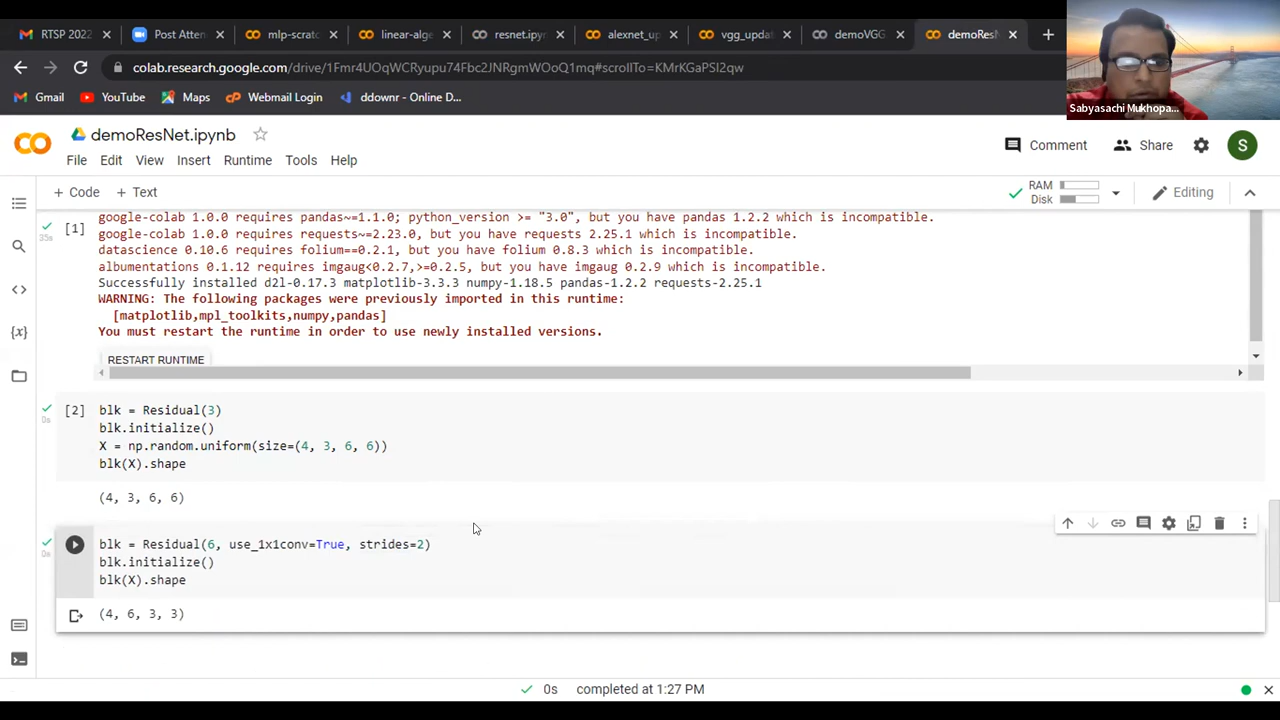 RTSP 2022
Post Atten
mlp-scratc
linear-alge
resnet.ipyn
alexnet_up
vgg_updat
demoVGG
demoResN
colab.research.google.com/drive/1Fmr4UOqWCRyupu74Fbc2JNRgmWOoQ1mq#scrollTo=KMrKGaPSI2qw
Gmail
YouTube
Maps
Webmail Login
ddownr - Online D...
Sabyasachi Mukhopa...
demoResNet.ipynb
File Edit View Insert Runtime Tools Help
Comment
Share
S
+ Code + Text
RAM
Disk
Editing
google-colab 1.0.0 requires pandas~=1.1.0; python_version >= "3.0", but you have pandas 1.2.2 which is incompatible.
[1]
35s
google-colab 1.0.0 requires requests~=2.23.0, but you have requests 2.25.1 which is incompatible.
datascience 0.10.6 requires folium==0.2.1, but you have folium 0.8.3 which is incompatible.
albumentations 0.1.12 requires imgaug<0.2.7,>=0.2.5, but you have imgaug 0.2.9 which is incompatible.
Successfully installed d2l-0.17.3 matplotlib-3.3.3 numpy-1.18.5 pandas-1.2.2 requests-2.25.1
WARNING: The following packages were previously imported in this runtime:
[matplotlib,mpl_toolkits,numpy,pandas]
You must restart the runtime in order to use newly installed versions.
RESTART RUNTIME
[2]
0s
blk = Residual(3)
blk.initialize()
X = np.random.uniform(size=(4, 3, 6, 6))
blk(X).shape
(4, 3, 6, 6)
0s
blk = Residual(6, use_1x1conv=True, strides=2)
blk.initialize()
blk(X).shape
(4, 6, 3, 3)
0s completed at 1:27 PM